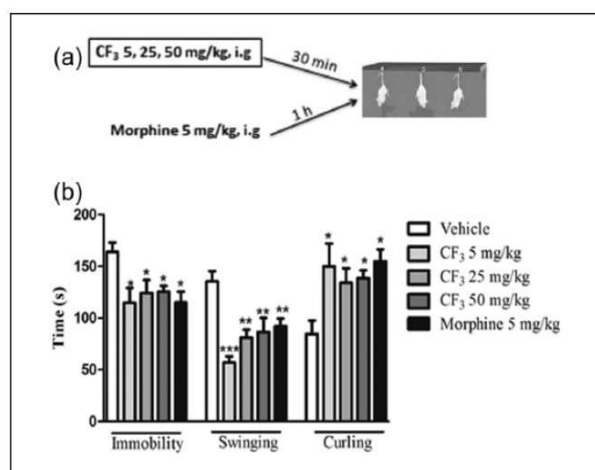 (a)
CF₃ 5, 25, 50 mg/kg, i.g
30 min
Morphine 5 mg/kg, i.g
1 h
(b)
200
150
100
50
0
Time (s)
* * * *
*** ** ** **
* * * *
Immobility Swinging Curling
Vehicle
CF₃ 5 mg/kg
CF₃ 25 mg/kg
CF₃ 50 mg/kg
Morphine 5 mg/kg